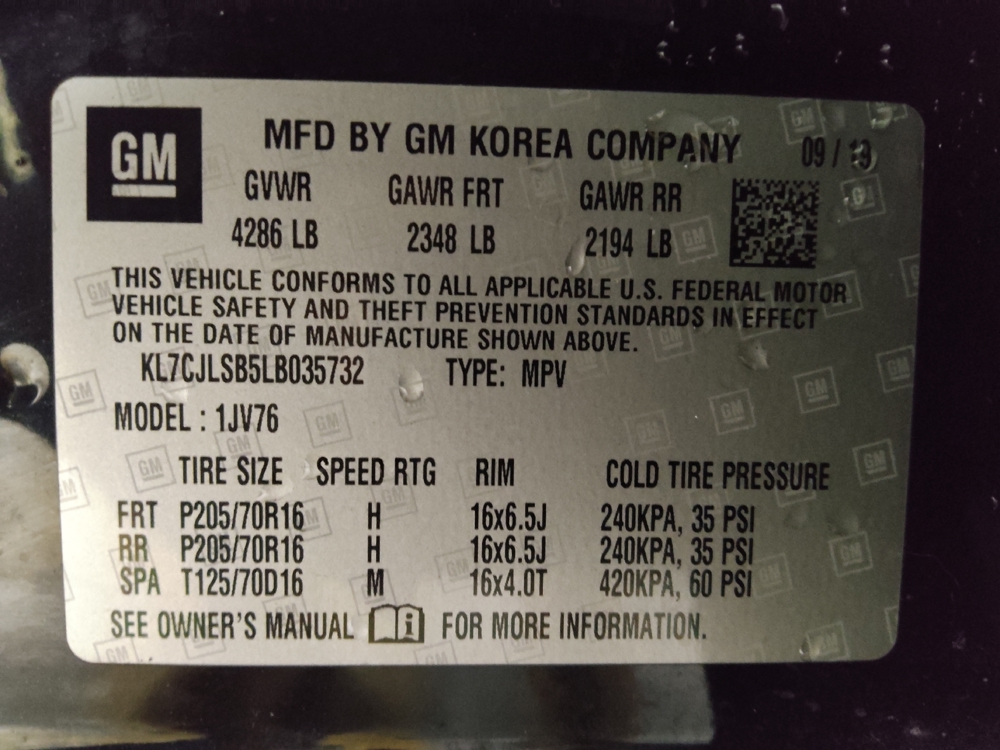 GM
MFD BY GM KOREA COMPANY 09 / 19
GVWR GAWR FRT GAWR RR
4286 LB 2348 LB 2194 LB
THIS VEHICLE CONFORMS TO ALL APPLICABLE U.S. FEDERAL MOTOR
VEHICLE SAFETY AND THEFT PREVENTION STANDARDS IN EFFECT
ON THE DATE OF MANUFACTURE SHOWN ABOVE.
KL7CJLSB5LB035732 TYPE: MPV
MODEL : 1JV76
TIRE SIZE SPEED RTG RIM COLD TIRE PRESSURE
FRT P205/70R16 H 16x6.5J 240KPA, 35 PSI
RR P205/70R16 H 16x6.5J 240KPA, 35 PSI
SPA T125/70D16 M 16x4.0T 420KPA, 60 PSI
SEE OWNER'S MANUAL FOR MORE INFORMATION.